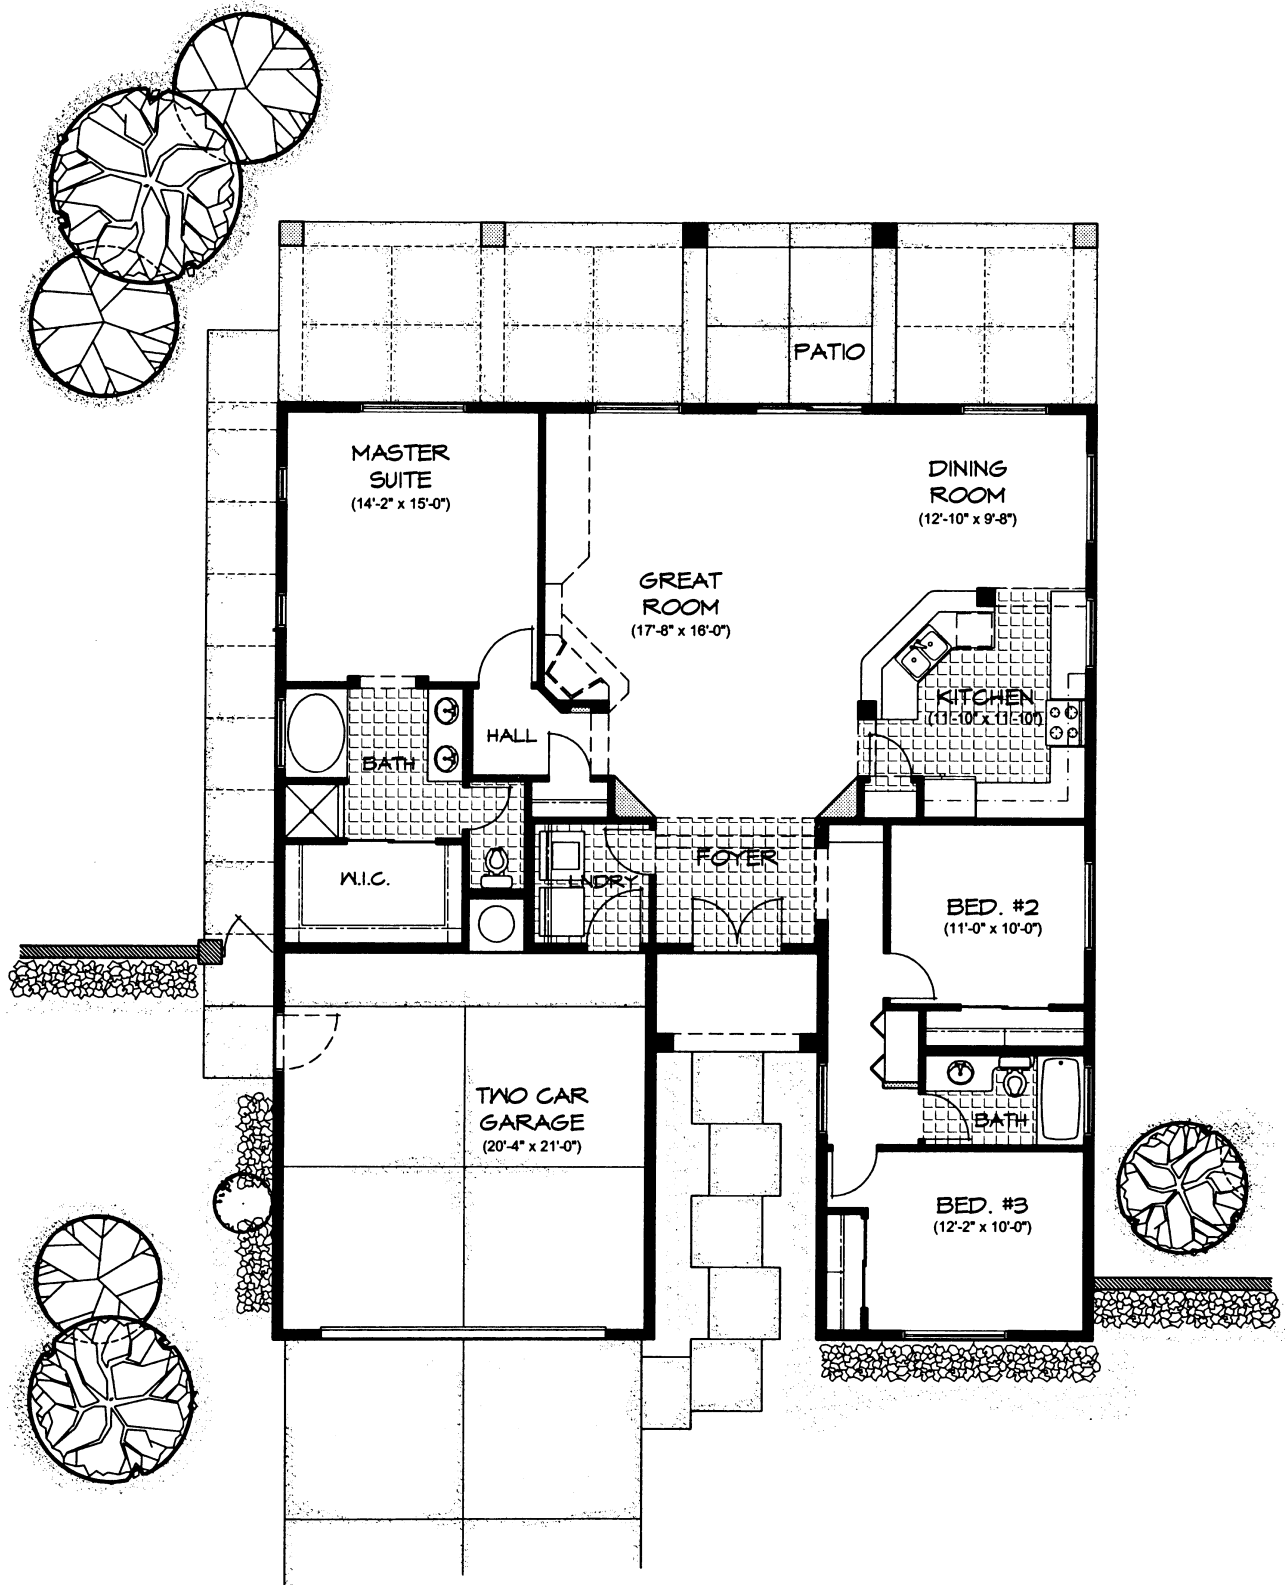 PATIO
MASTER
SUITE
(14'-2" x 15'-0")
DINING
ROOM
(12'-10" x 9'-8")
GREAT
ROOM
(17'-8" x 16'-0")
KITCHEN
(11'-10" x 11'-10")
HALL
BATH
FOYER
W.I.C.
LNDRY
BED. #2
(11'-0" x 10'-0")
TWO CAR
GARAGE
(20'-4" x 21'-0")
BATH
BED. #3
(12'-2" x 10'-0")